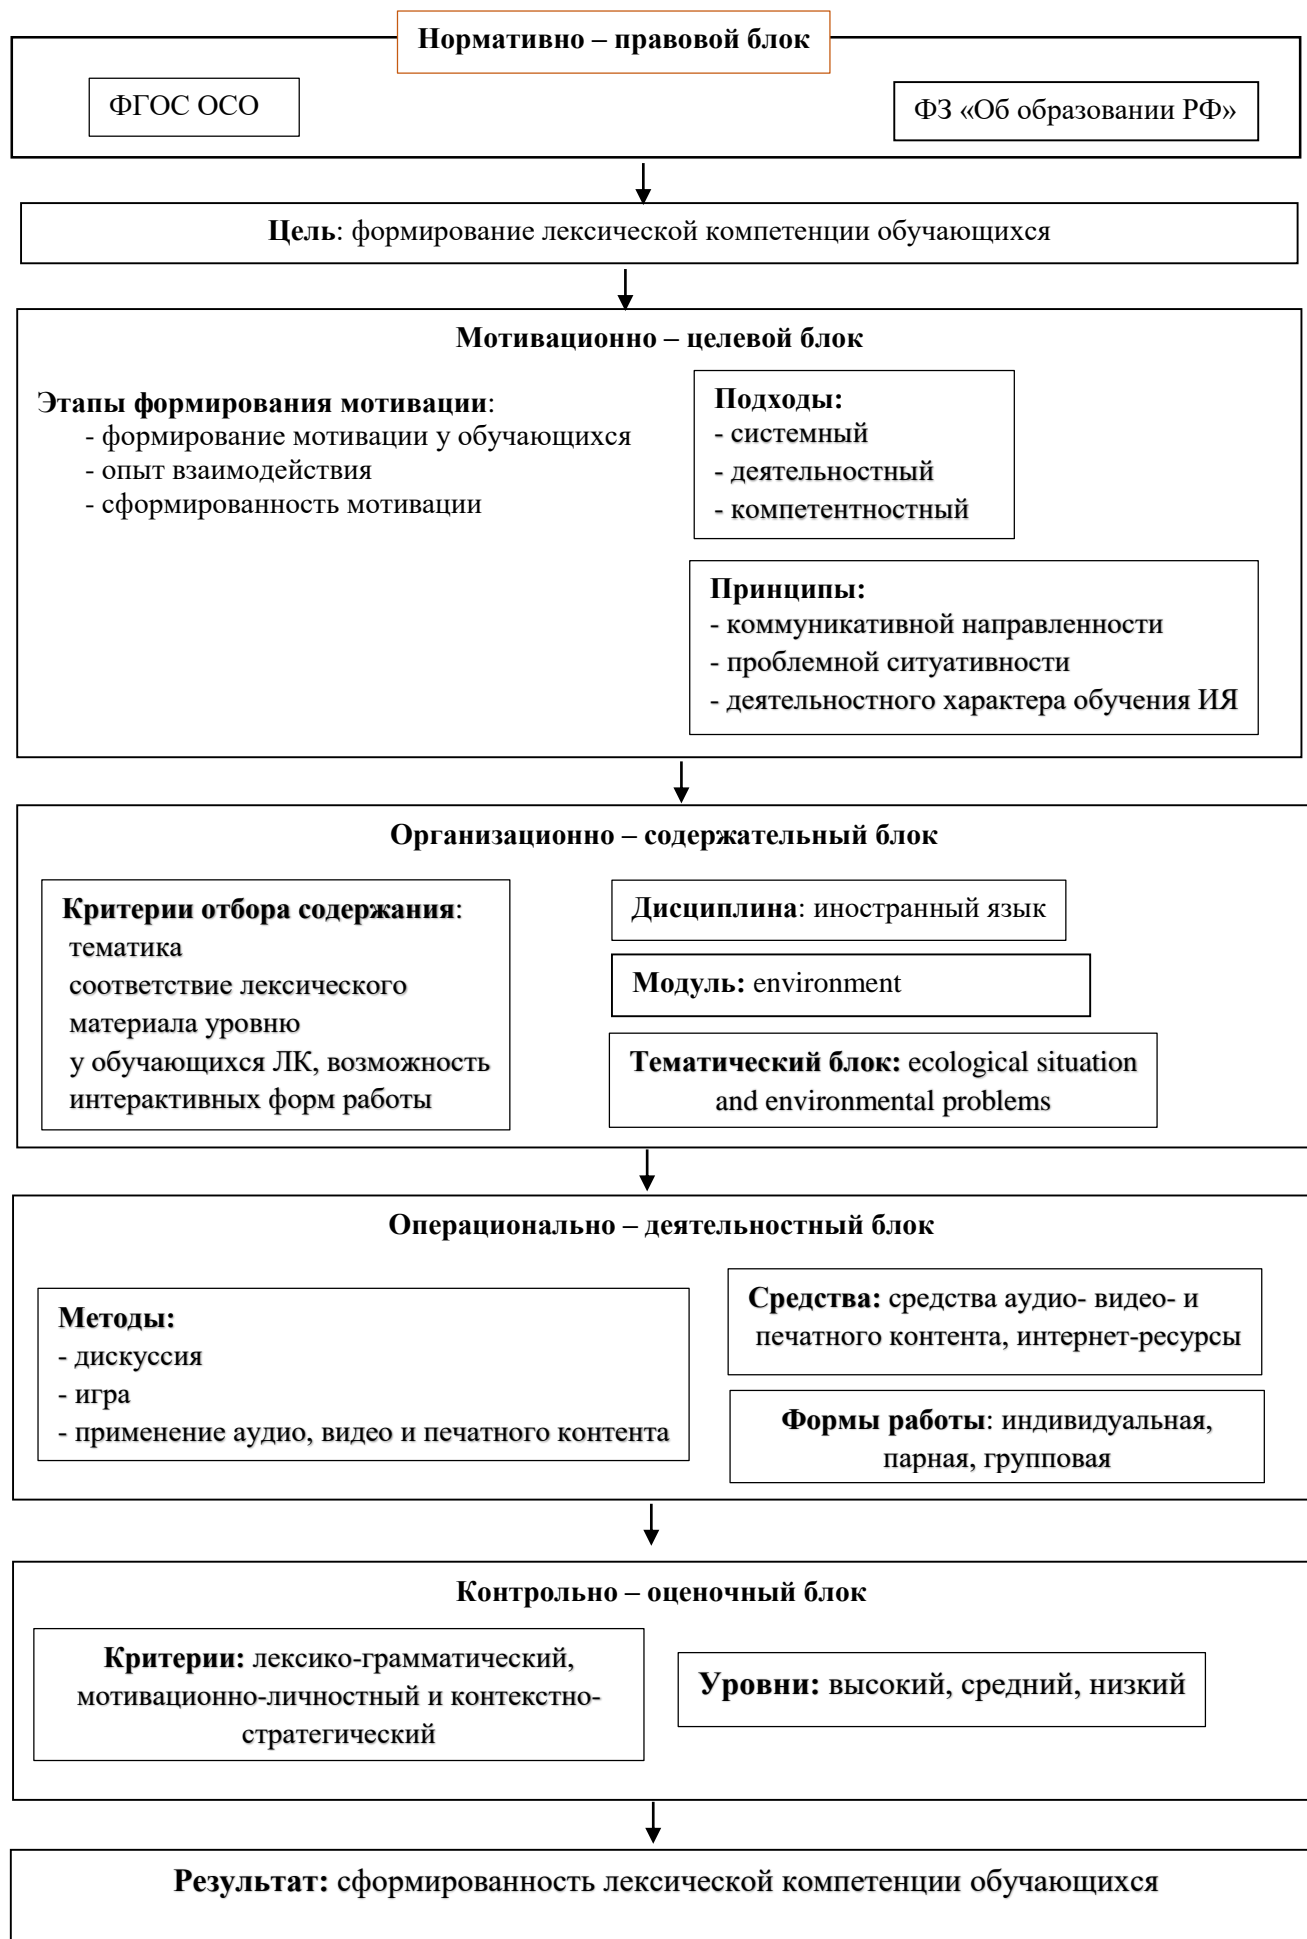 Нормативно – правовой блок
ФГОС ОСО
ФЗ «Об образовании РФ»
Цель: формирование лексической компетенции обучающихся
Мотивационно – целевой блок
Этапы формирования мотивации:
- формирование мотивации у обучающихся
- опыт взаимодействия
- сформированность мотивации
Подходы:
- системный
- деятельностный
- компетентностный
Принципы:
- коммуникативной направленности
- проблемной ситуативности
- деятельностного характера обучения ИЯ
Организационно – содержательный блок
Критерии отбора содержания:
тематика
соответствие лексического
материала уровню
у обучающихся ЛК, возможность
интерактивных форм работы
Дисциплина: иностранный язык
Модуль: environment
Тематический блок: ecological situation
and environmental problems
Операционально – деятельностный блок
Методы:
- дискуссия
- игра
- применение аудио, видео и печатного контента
Средства: средства аудио- видео- и
печатного контента, интернет-ресурсы
Формы работы: индивидуальная,
парная, групповая
Контрольно – оценочный блок
Критерии: лексико-грамматический,
мотивационно-личностный и контекстно-
стратегический
Уровни: высокий, средний, низкий
Результат: сформированность лексической компетенции обучающихся